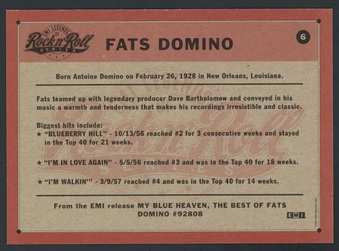 EMI LEGENDS
Rock n' Roll
SERIES
FATS DOMINO
6
Born Antoine Domino on February 26, 1928 in New Orleans, Louisiana.
Fats teamed up with legendary producer Dave Bartholomew and conveyed in his
music a warmth and tenderness that makes his recordings irresistible and classic.
Biggest hits include:
★ "BLUEBERRY HILL" - 10/13/56 reached #2 for 3 consecutive weeks and stayed
in the Top 40 for 21 weeks.
★ "I'M IN LOVE AGAIN" - 5/5/56 reached #3 and was in the Top 40 for 18 weeks.
★ "I'M WALKIN'" - 3/9/57 reached #4 and was in the Top 40 for 14 weeks.
From the EMI release MY BLUE HEAVEN, THE BEST OF FATS
DOMINO #92808
EMI